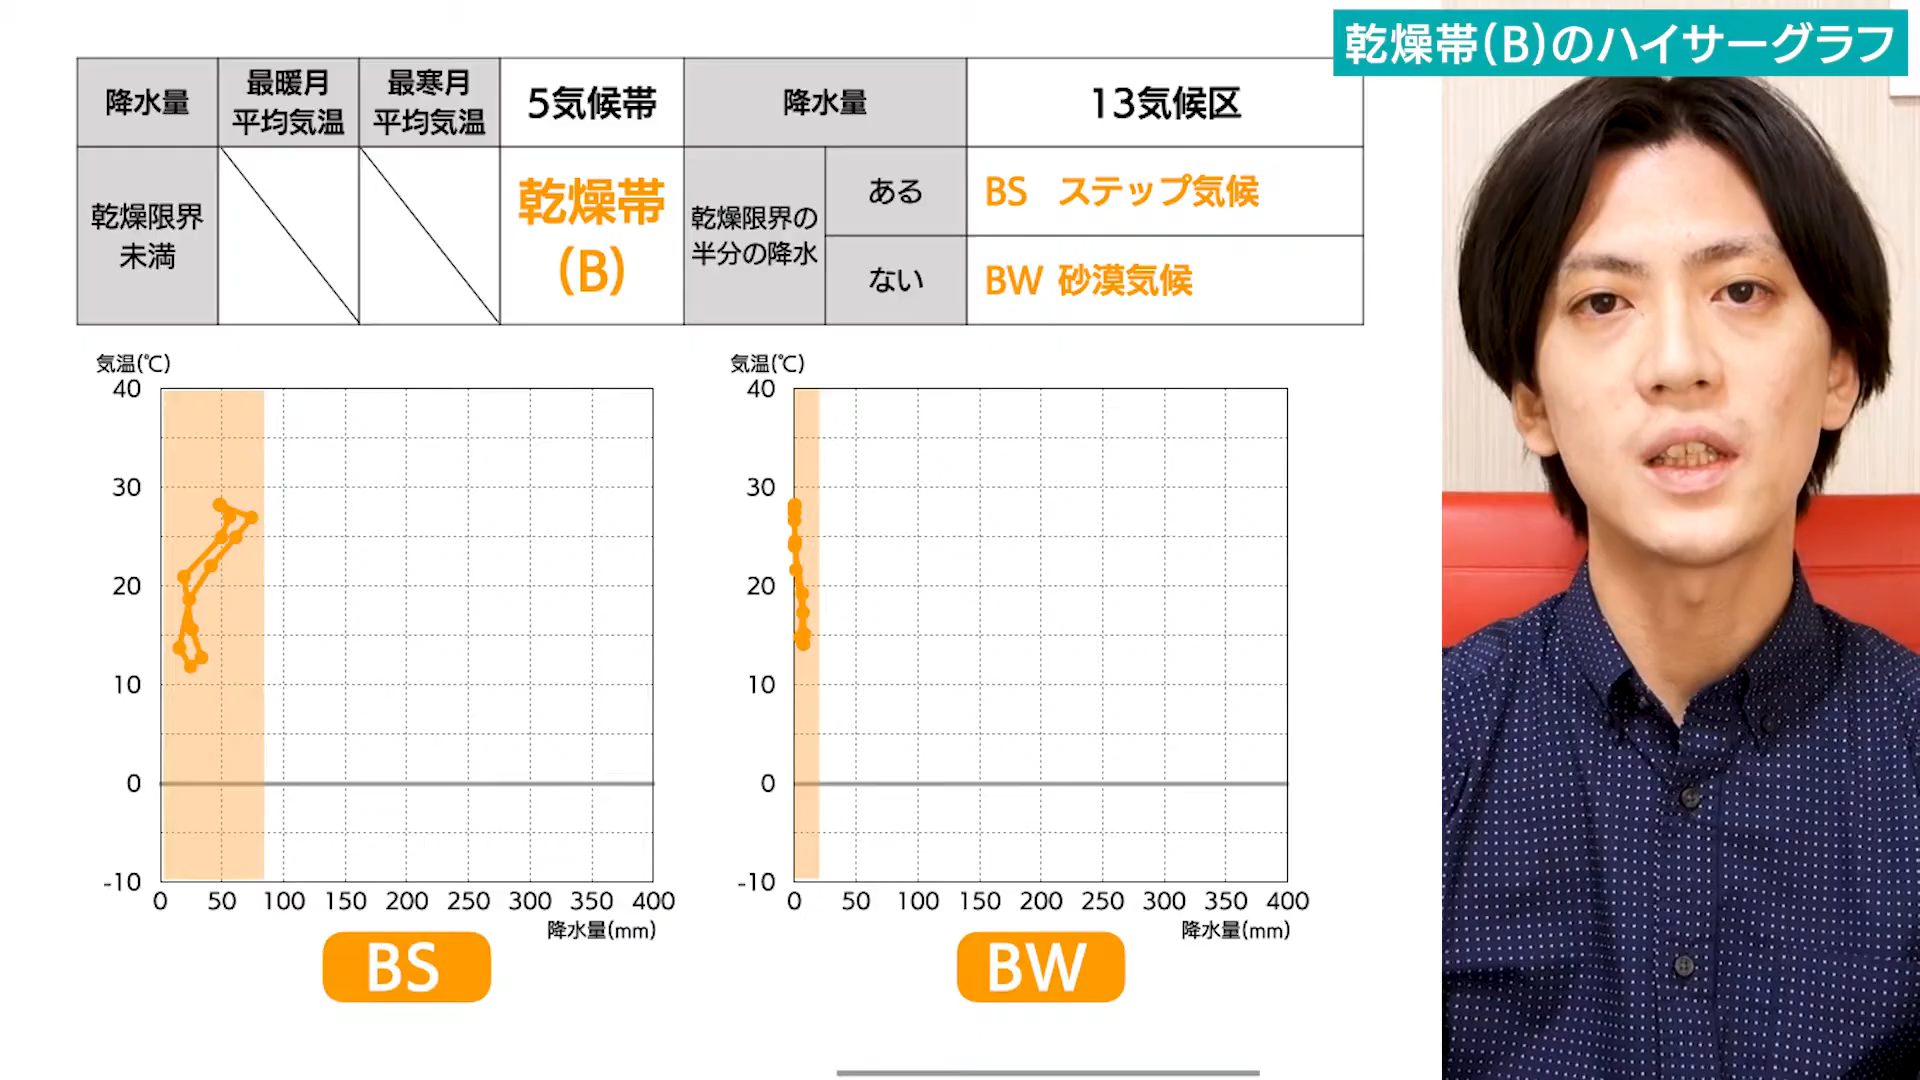 乾燥帯(B)のハイサーグラフ
降水量
最暖月
平均気温
最寒月
平均気温
5気候帯
降水量
13気候区
乾燥限界
未満
乾燥帯
(B)
乾燥限界の
半分の降水
ある
BS ステップ気候
ない
BW 砂漠気候
気温(℃)
40
30
20
10
0
-10
0 50 100 150 200 250 300 350 400
降水量(mm)
BS
気温(℃)
40
30
20
10
0
-10
0 50 100 150 200 250 300 350 400
降水量(mm)
BW